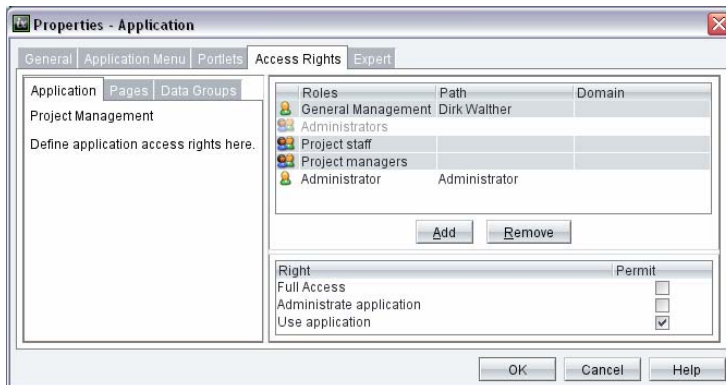 Properties - Application
General Application Menu Portlets Access Rights Expert
Application Pages Data Groups
Project Management
Define application access rights here.
Roles Path Domain
General Management Dirk Walther
Administrators
Project staff
Project managers
Administrator Administrator
Add Remove
Right Permit
Full Access
Administrate application
Use application
OK Cancel Help